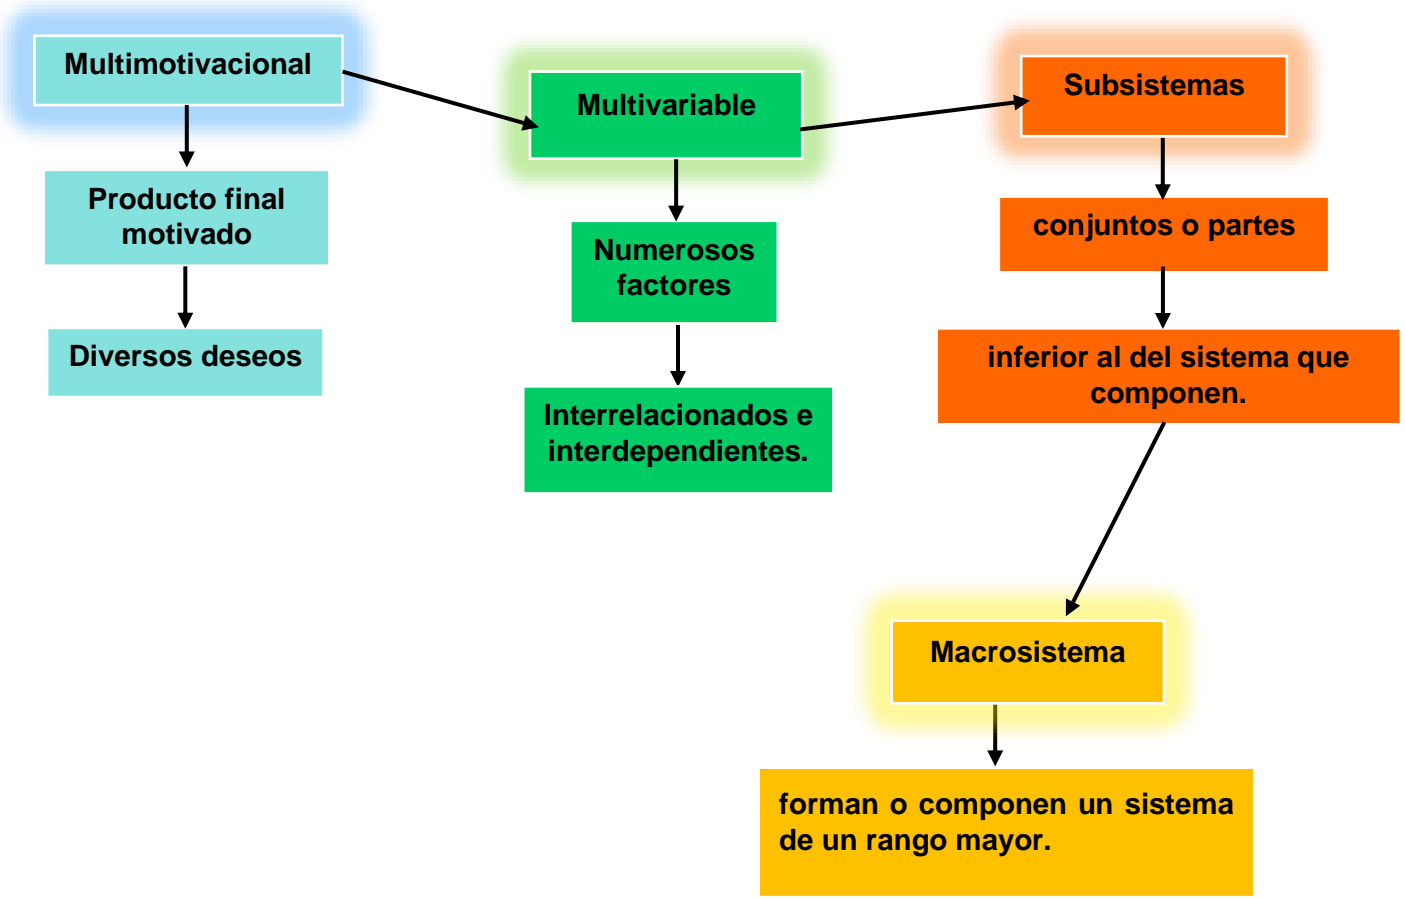 Multimotivacional
Producto final
motivado
Diversos deseos
Multivariable
Numerosos
factores
Interrelacionados e
interdependientes.
Subsistemas
conjuntos o partes
inferior al del sistema que
componen.
Macrosistema
forman o componen un sistema
de un rango mayor.